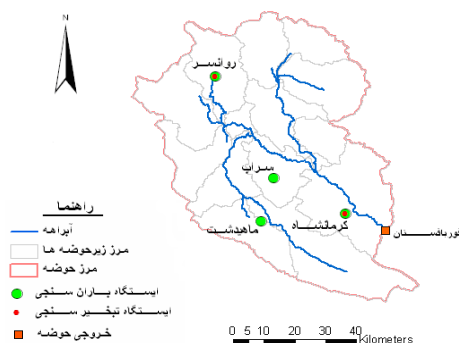 N
روانسر
سراب
کرمانشاه
ماهیدشت
قورباقستان
راهنما
آبراهه
مرز زیرحوضه ها
مرز حوضه
ایستگاه باران سنجی
ایستگاه تبخیر سنجی
خروجی حوضه
0 5 10 20 30 40
Kilometers